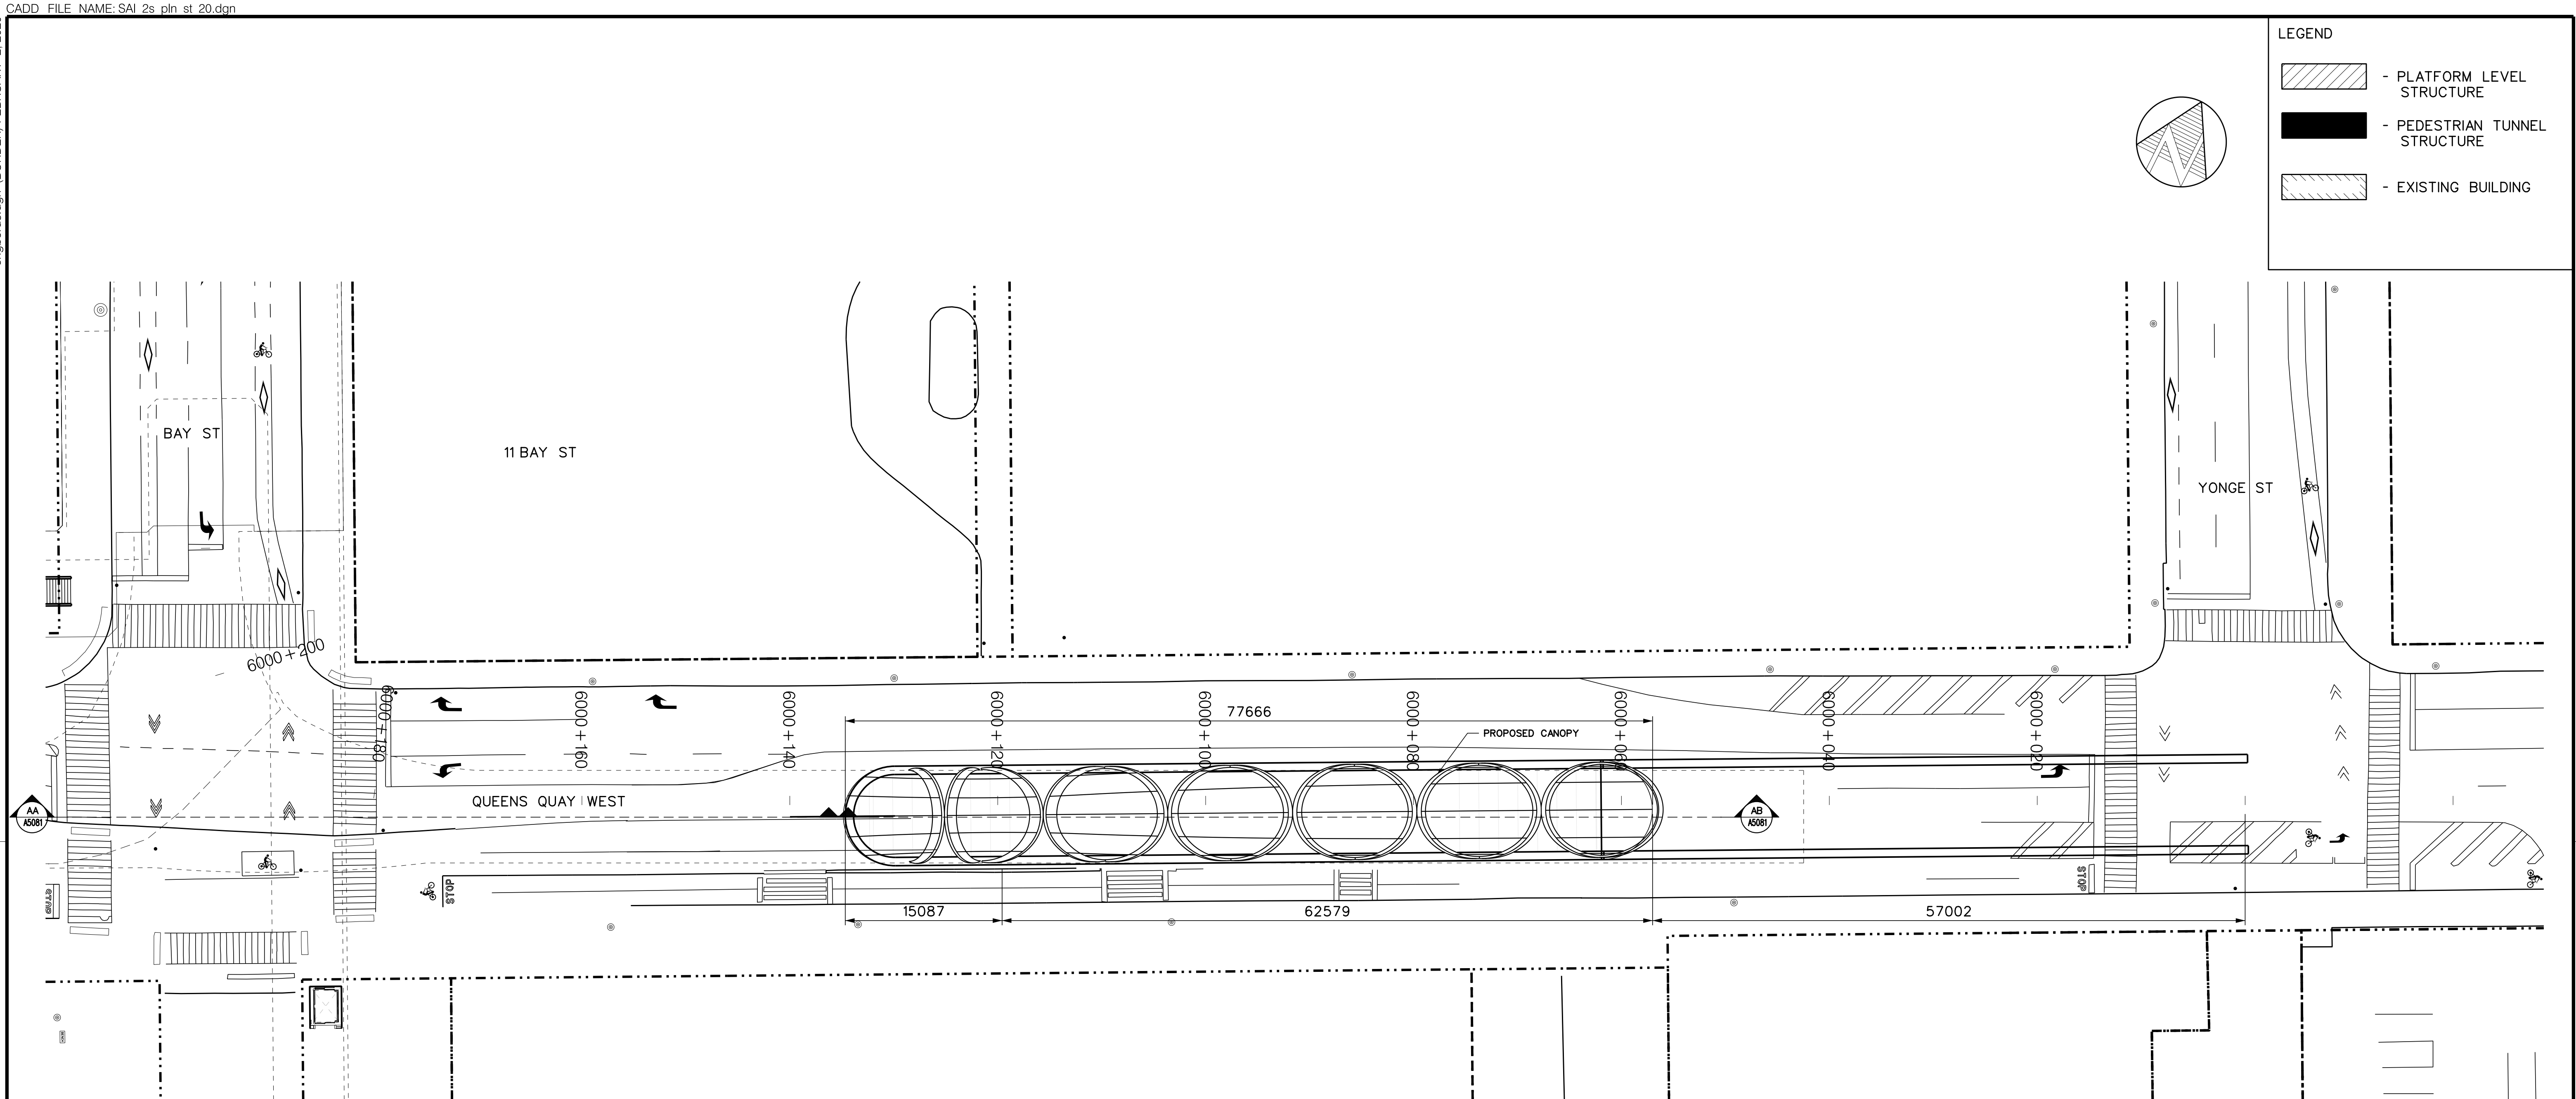 CADD FILE NAME: SAI 2s pln st 20.dgn
LEGEND
- PLATFORM LEVEL
STRUCTURE
- PEDESTRIAN TUNNEL
STRUCTURE
- EXISTING BUILDING
BAY ST
11 BAY ST
YONGE ST
6000+200
6000+180
6000+160
6000+140
6000+120
6000+100
6000+080
6000+060
6000+040
6000+020
77666
PROPOSED CANOPY
QUEENS QUAY WEST
AA
A5081
AB
A5081
STOP
STOP
15087
62579
57002